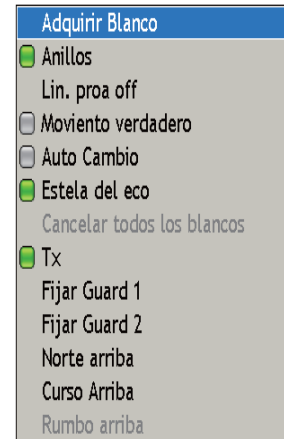 Adquirir Blanco
Anillos
Lin. proa off
Moviento verdadero
Auto Cambio
Estela del eco
Cancelar todos los blancos
Tx
Fijar Guard 1
Fijar Guard 2
Norte arriba
Curso Arriba
Rumbo arriba